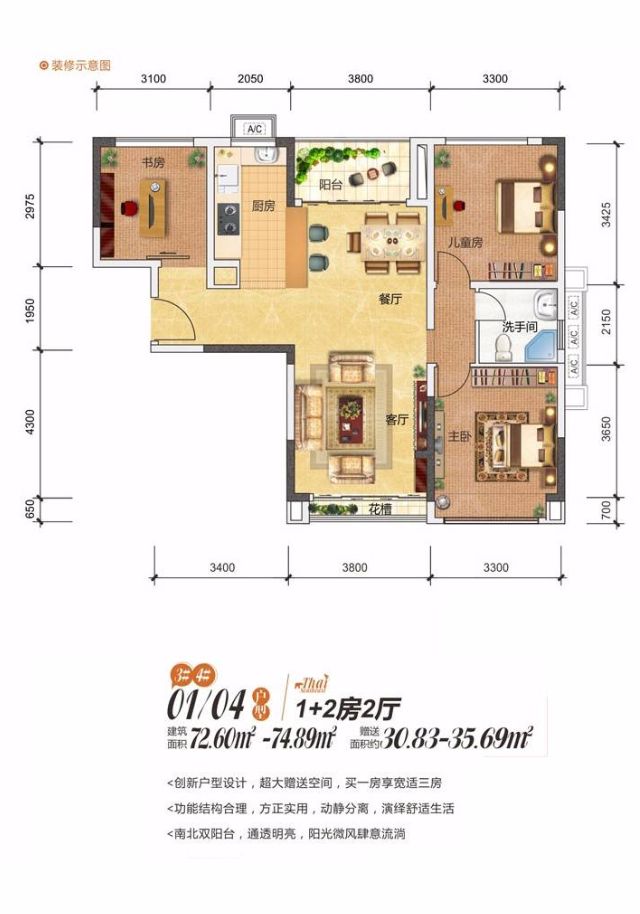 装修示意图
3100 2050 3800 3300
A/C
书房
厨房
阳台
儿童房
餐厅
洗手间
客厅
主卧
花槽
A/C
A/C
A/C
2975
1950
4300
650
3425
2150
3650
700
3400 3800 3300
3# 4#
01/04 户型
Thai
1+2房2厅
建筑面积 72.60m²-74.89m² 赠送面积约 30.83-35.69m²
<创新户型设计，超大赠送空间，买一房享宽适三房
<功能结构合理，方正实用，动静分离，演绎舒适生活
<南北双阳台，通透明亮，阳光微风肆意流淌